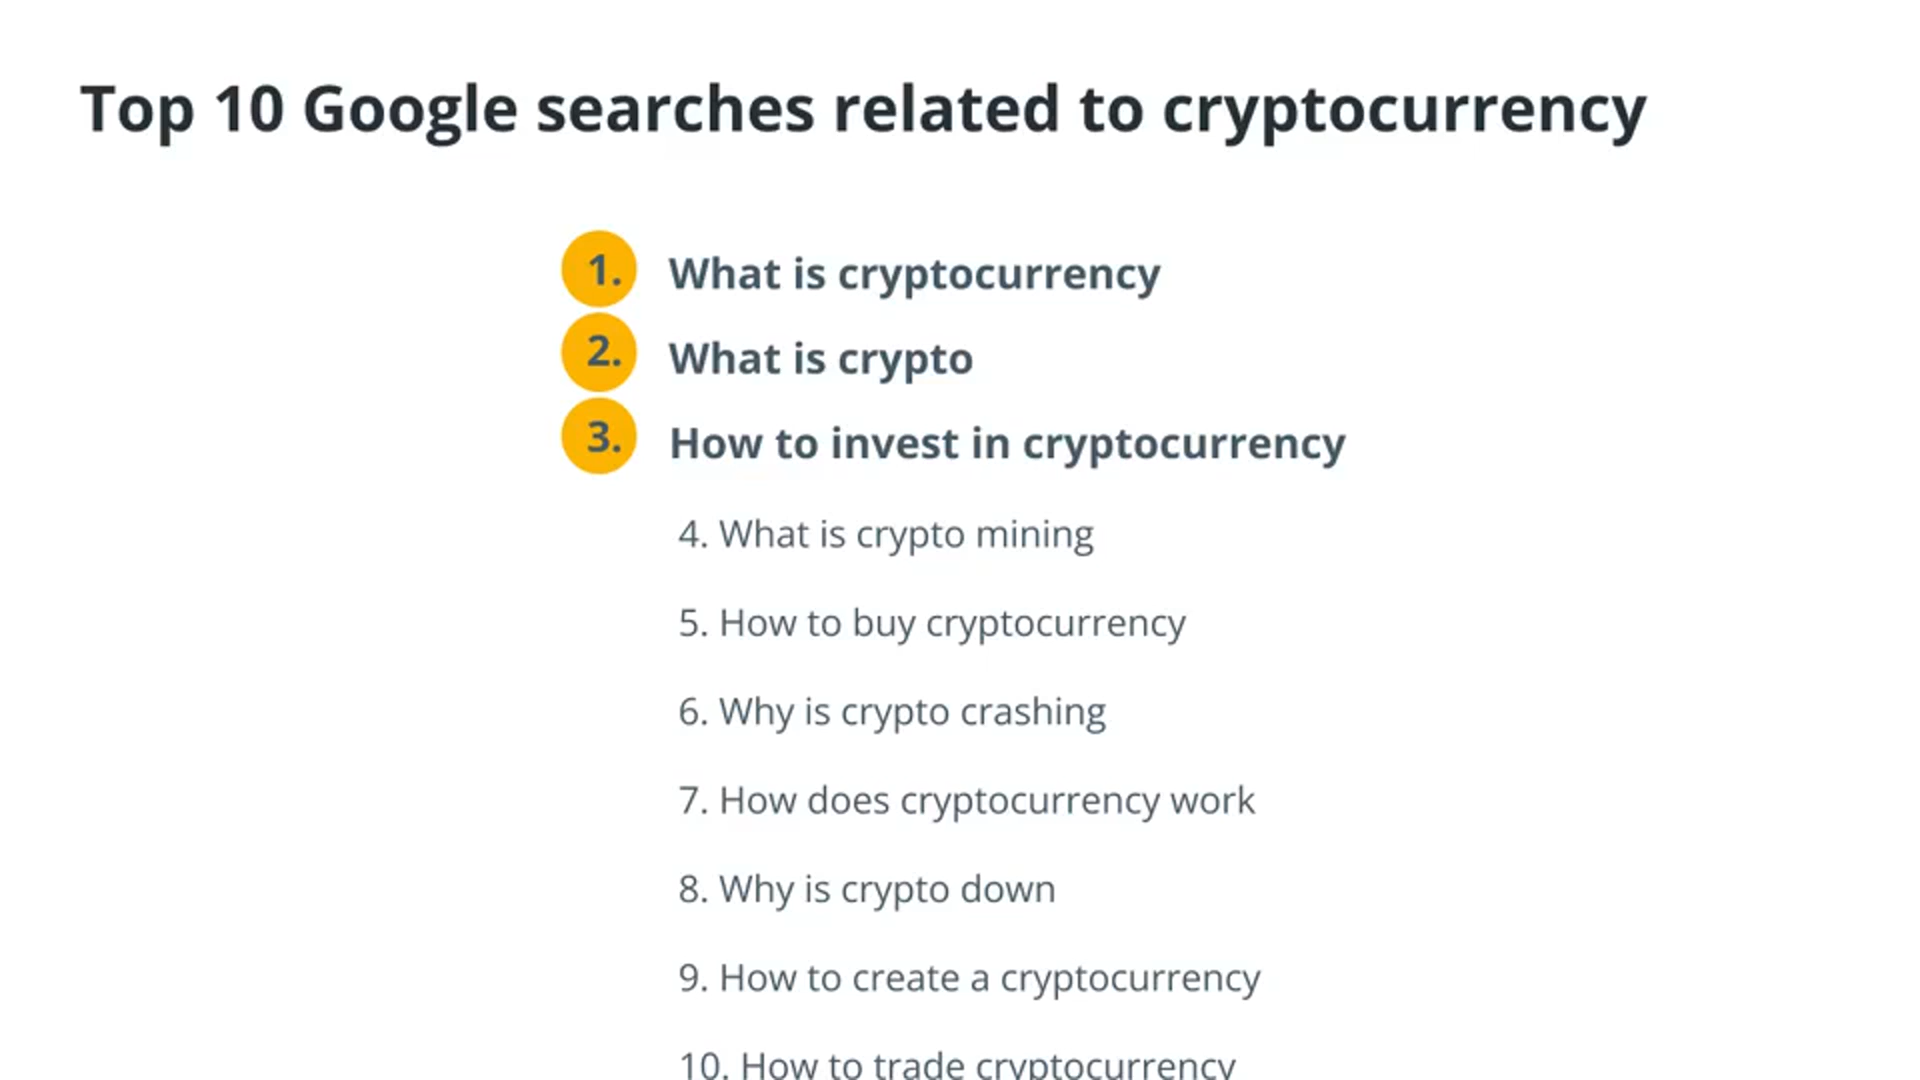 Top 10 Google searches related to cryptocurrency
1. What is cryptocurrency
2. What is crypto
3. How to invest in cryptocurrency
4. What is crypto mining
5. How to buy cryptocurrency
6. Why is crypto crashing
7. How does cryptocurrency work
8. Why is crypto down
9. How to create a cryptocurrency
10. How to trade cryptocurrency